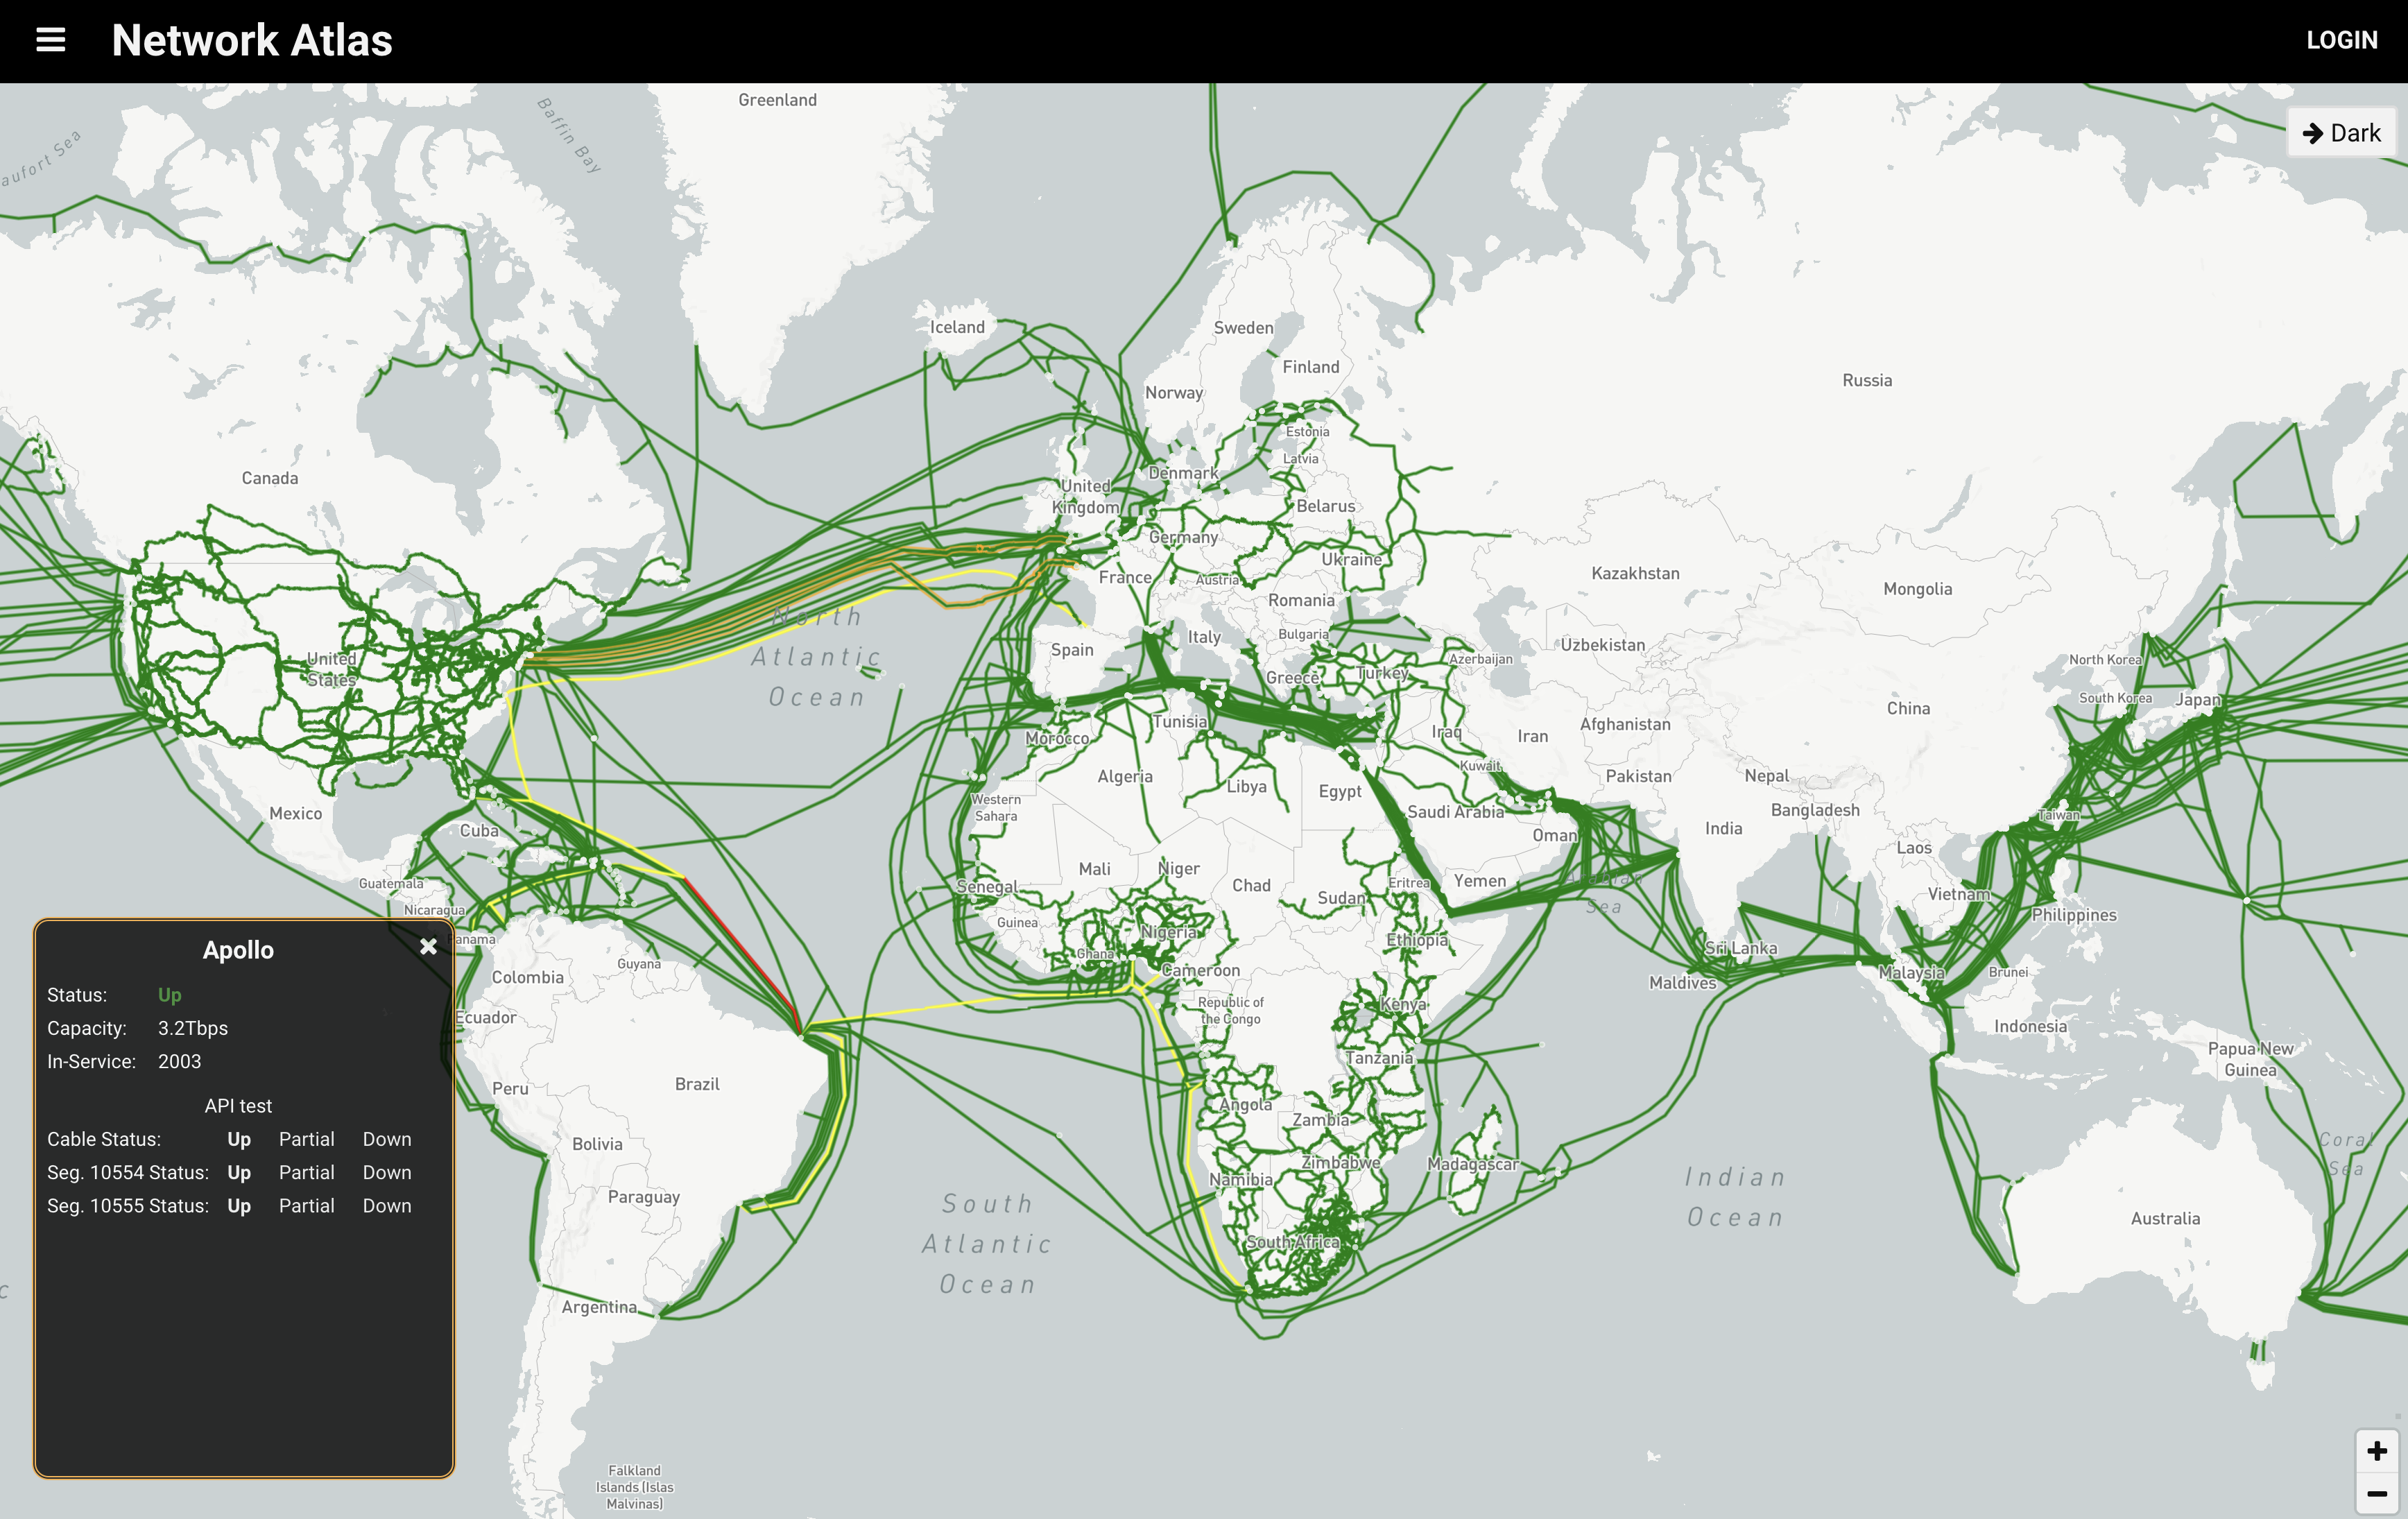 Network Atlas
LOGIN
Dark
Greenland
Baffin Bay
aufort Sea
Iceland
Sweden
Finland
Norway
Russia
Estonia
Latvia
Denmark
Canada
United
Kingdom
Belarus
Germany
Ukraine
France
Austria
Kazakhstan
Mongolia
Romania
North
Atlantic
Ocean
Bulgaria
Italy
Spain
Uzbekistan
Azerbaijan
North Korea
United
States
Greece
Turkey
South Korea
Japan
China
Tunisia
Afghanistan
Iraq
Iran
Morocco
Kuwait
Algeria
Libya
Egypt
Pakistan
Nepal
Western
Sahara
Saudi Arabia
Bangladesh
Mexico
Taiwan
Cuba
Oman
India
Laos
Mali
Niger
Chad
Guatemala
Senegal
Eritrea
Yemen
Arabian
Sea
Sudan
Vietnam
Nicaragua
Guinea
Philippines
Nigeria
Ethiopia
Panama
Ghana
Sri Lanka
Guyana
Colombia
Cameroon
Malaysia
Brunei
Maldives
Republic of
the Congo
Kenya
Ecuador
Indonesia
Tanzania
Papua New
Guinea
Peru
Brazil
Angola
Zambia
Bolivia
Coral
Sea
Zimbabwe
Madagascar
Namibia
Indian
Ocean
Paraguay
South
Atlantic
Ocean
Australia
South Africa
c
Argentina
Falkland
Islands (Islas
Malvinas)
Apollo
Status: Up
Capacity: 3.2Tbps
In-Service: 2003
API test
Cable Status: Up Partial Down
Seg. 10554 Status: Up Partial Down
Seg. 10555 Status: Up Partial Down